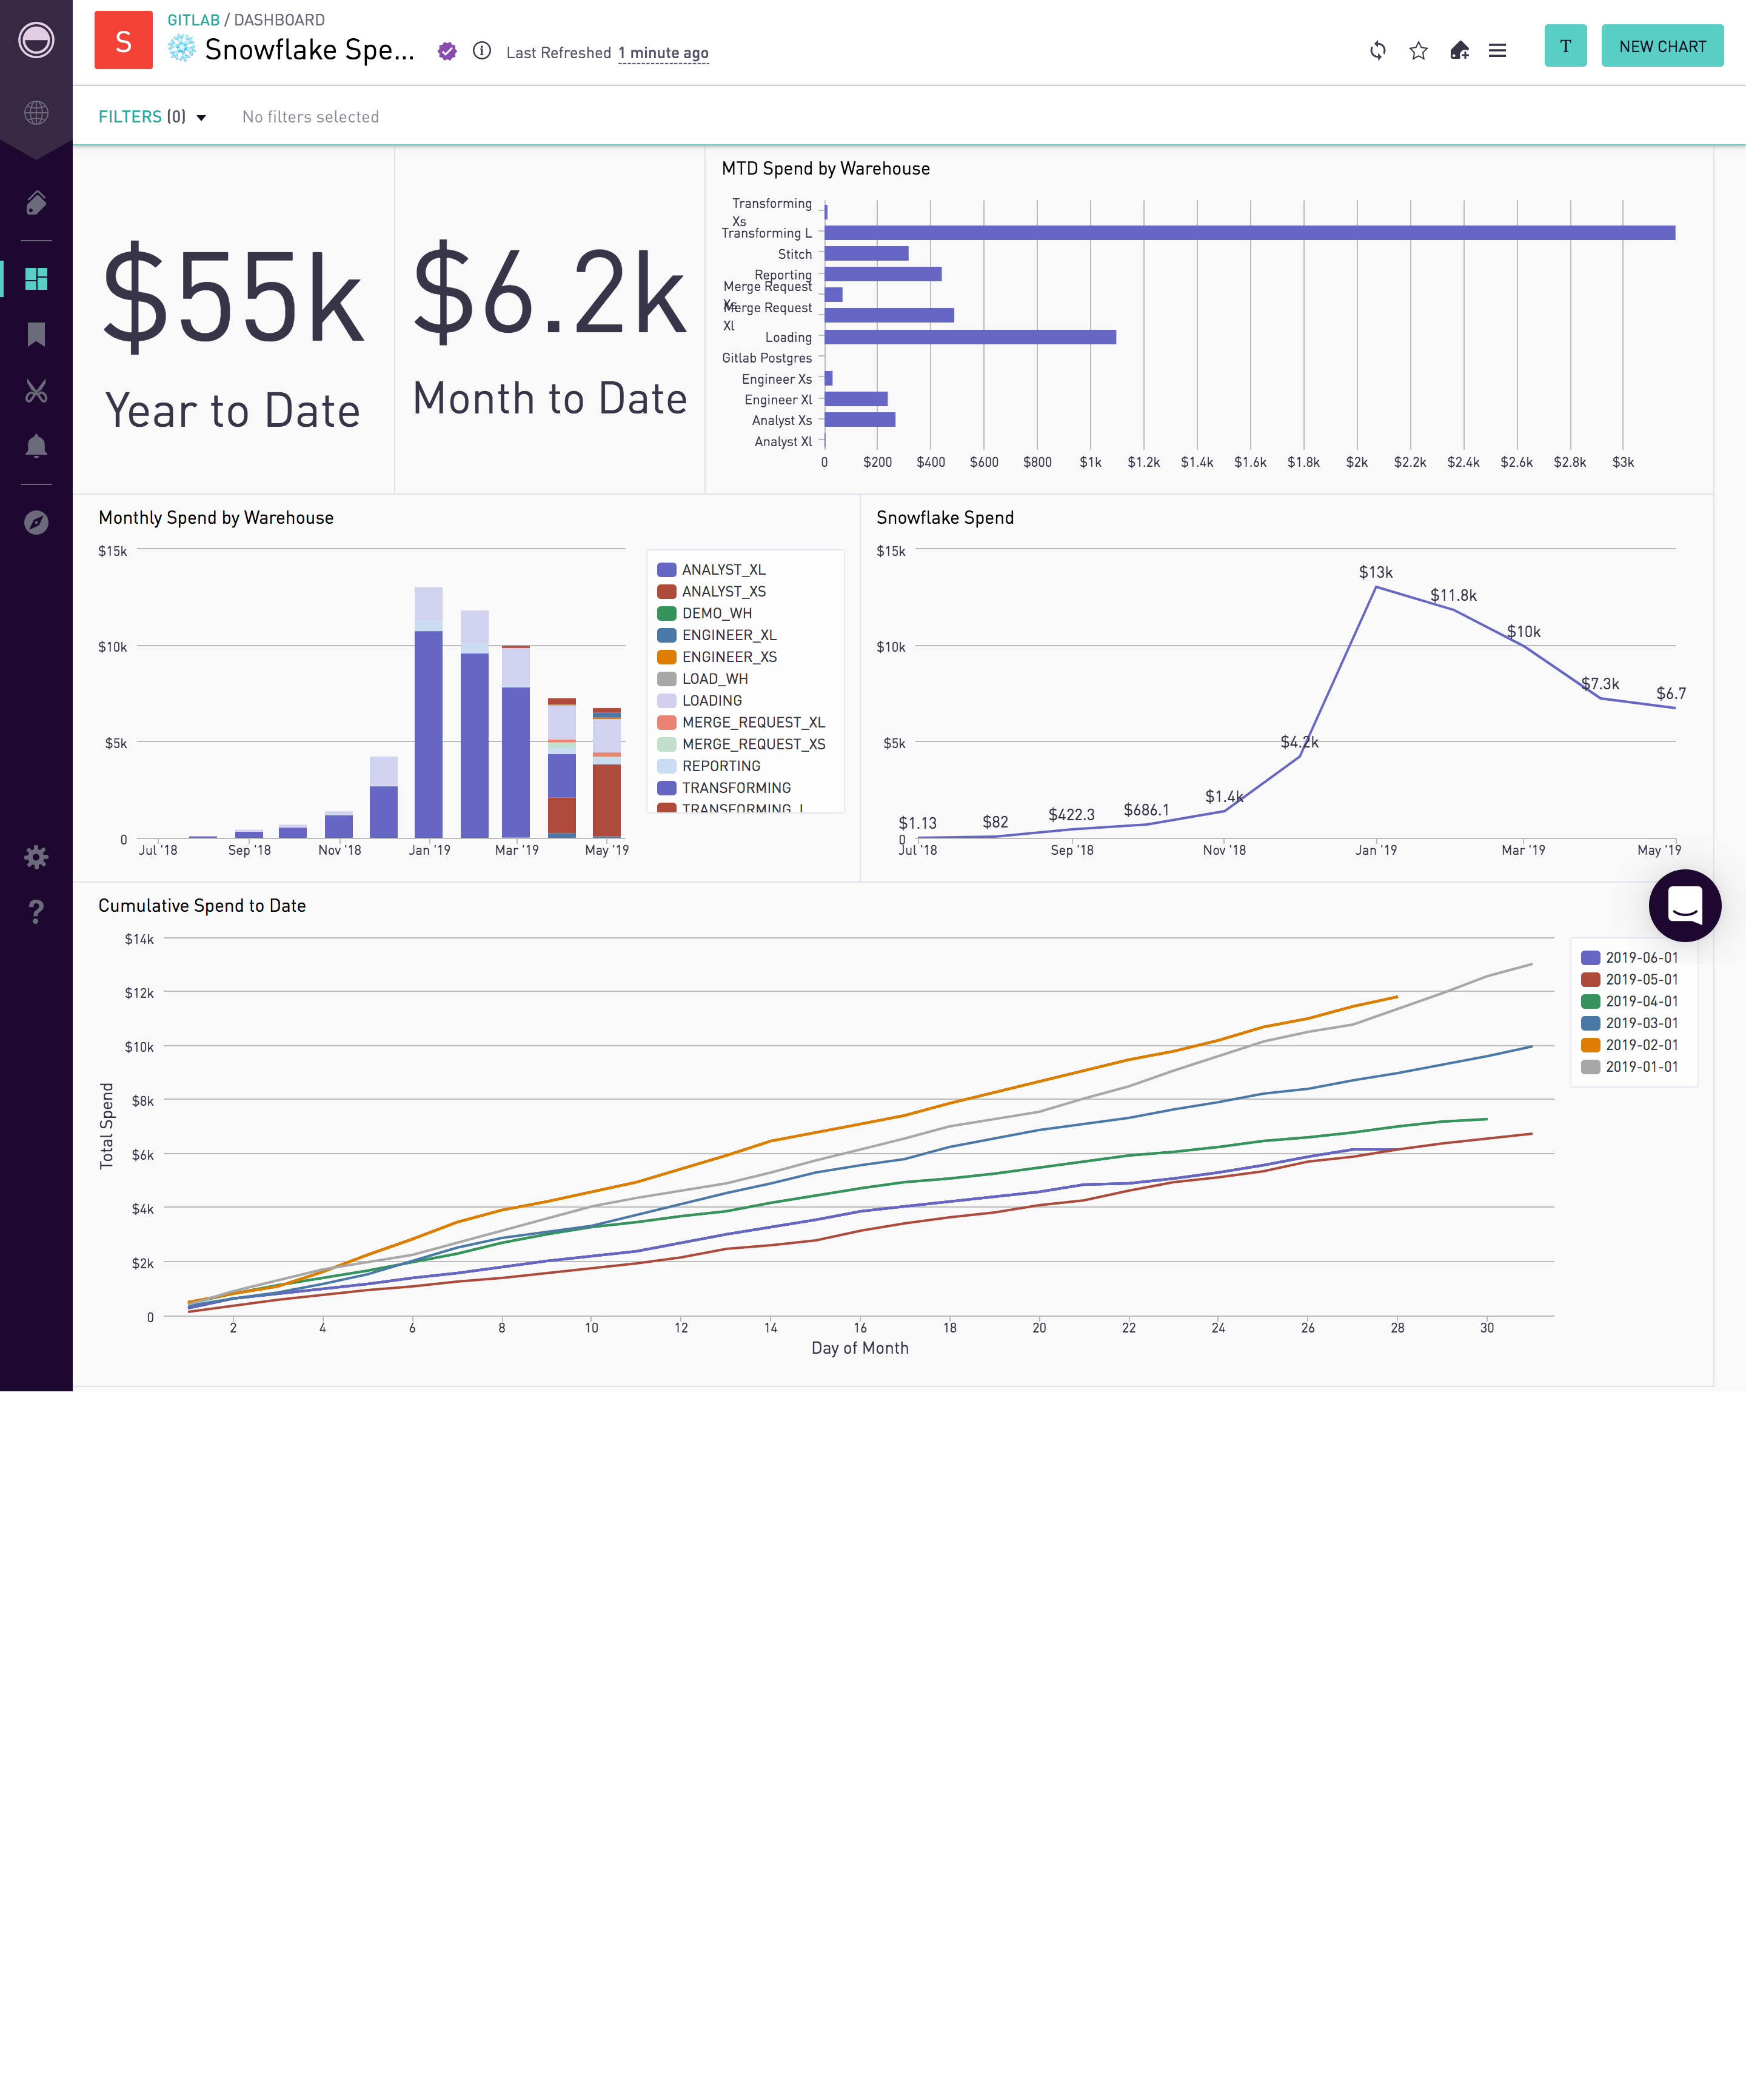 S
GITLAB / DASHBOARD
Snowflake Spe...
Last Refreshed 1 minute ago
T
NEW CHART
FILTERS (0)
No filters selected
$55k
Year to Date
$6.2k
Month to Date
MTD Spend by Warehouse
Transforming
Xs
Transforming L
Stitch
Reporting
Merge Request
Xs
Merge Request
Xl
Loading
Gitlab Postgres
Engineer Xs
Engineer Xl
Analyst Xs
Analyst Xl
0 $200 $400 $600 $800 $1k $1.2k $1.4k $1.6k $1.8k $2k $2.2k $2.4k $2.6k $2.8k $3k
Monthly Spend by Warehouse
$15k
$10k
$5k
0
Jul '18 Sep '18 Nov '18 Jan '19 Mar '19 May '19
ANALYST_XL
ANALYST_XS
DEMO_WH
ENGINEER_XL
ENGINEER_XS
LOAD_WH
LOADING
MERGE_REQUEST_XL
MERGE_REQUEST_XS
REPORTING
TRANSFORMING
TRANSFORMING_L
Snowflake Spend
$15k
$10k
$5k
0
$1.13 $82 $422.3 $686.1 $1.4k $4.2k $13k $11.8k $10k $7.3k $6.7
Jul '18 Sep '18 Nov '18 Jan '19 Mar '19 May '19
Cumulative Spend to Date
Total Spend
$14k
$12k
$10k
$8k
$6k
$4k
$2k
0
2 4 6 8 10 12 14 16 18 20 22 24 26 28 30
Day of Month
2019-06-01
2019-05-01
2019-04-01
2019-03-01
2019-02-01
2019-01-01